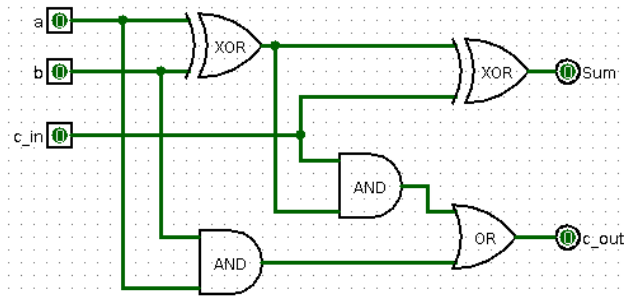 a
XOR
b
XOR
Sum
c_in
AND
OR
c_out
AND